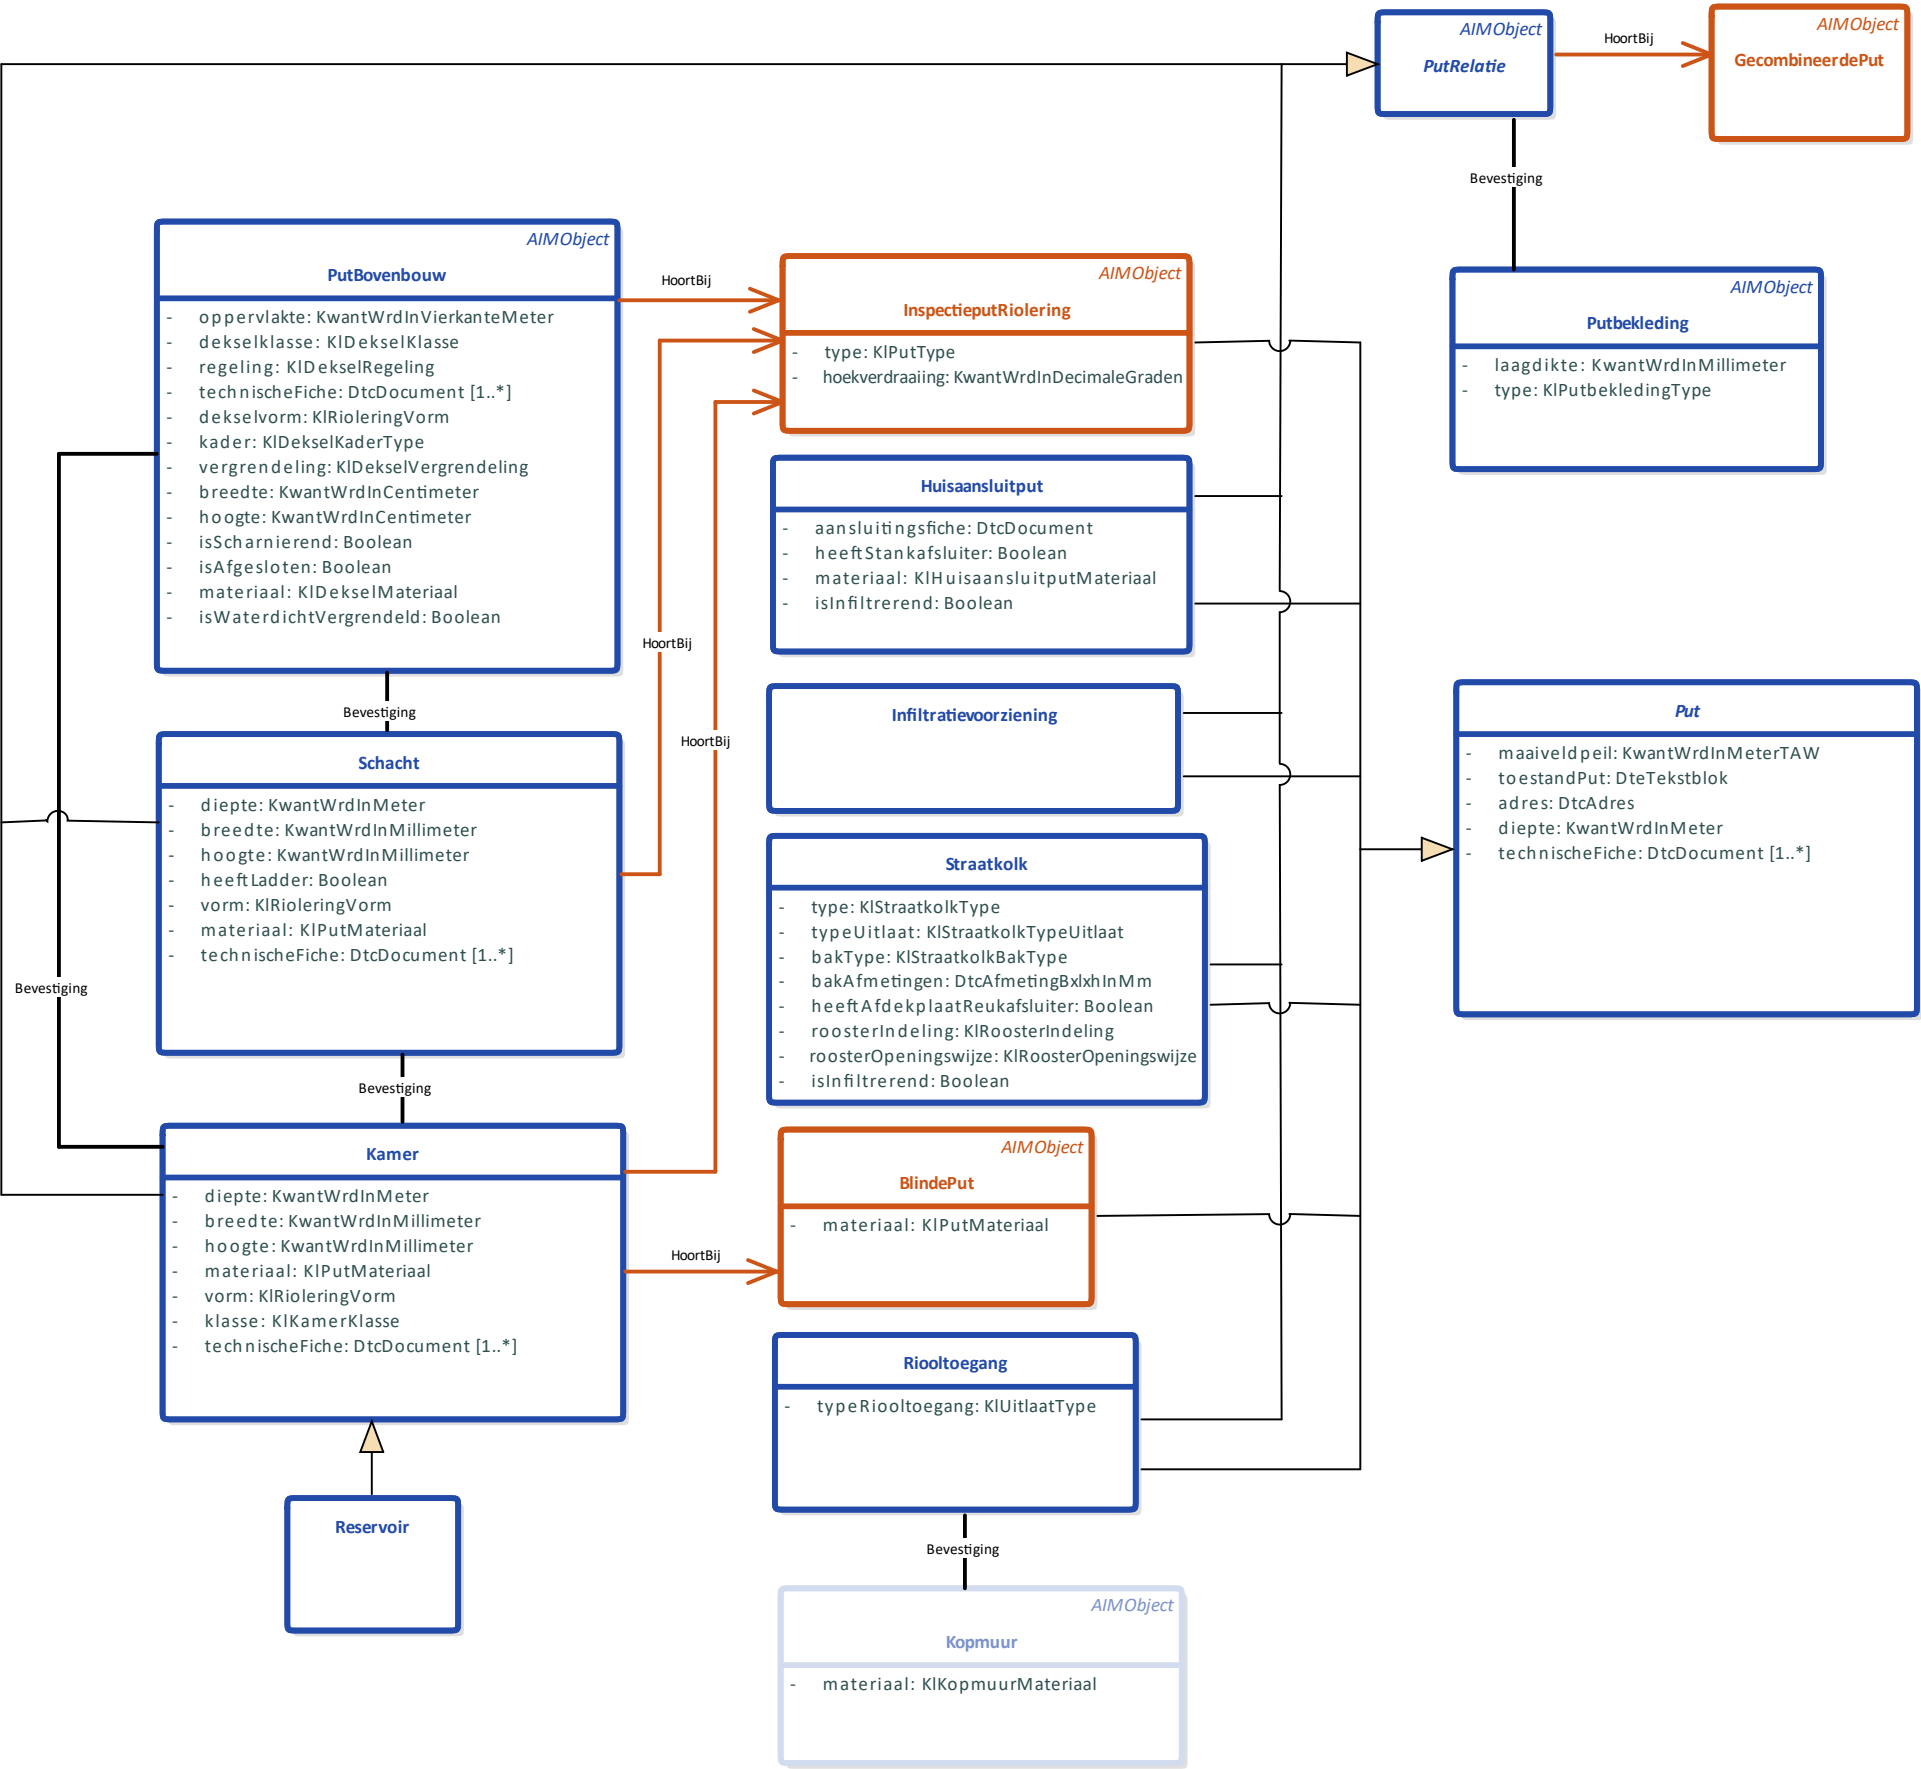 AIMObject
PutRelatie
HoortBij
AIMObject
GecombineerdePut
Bevestiging
AIMObject
Putbekleding
- laagdikte: KwantWrdInMillimeter
- type: KlPutbekledingType
AIMObject
PutBovenbouw
- oppervlakte: KwantWrdInVierkanteMeter
- dekselklasse: KlDekselKlasse
- regeling: KlDekselRegeling
- technischeFiche: DtcDocument [1..*]
- dekselvorm: KlRioleringVorm
- kader: KlDekselKaderType
- vergrendeling: KlDekselVergrendeling
- breedte: KwantWrdInCentimeter
- hoogte: KwantWrdInCentimeter
- isScharnierend: Boolean
- isAfgesloten: Boolean
- materiaal: KlDekselMateriaal
- isWaterdichtVergrendeld: Boolean
HoortBij
AIMObject
InspectieputRiolering
- type: KlPutType
- hoekverdraaiing: KwantWrdInDecimaleGraden
Huisaansluitput
- aansluitingsfiche: DtcDocument
- heeftStankafsluiter: Boolean
- materiaal: KlHuisaansluitputMateriaal
- isInfiltrerend: Boolean
HoortBij
HoortBij
Bevestiging
Infiltratievoorziening
Put
- maaiveldpeil: KwantWrdInMeterTAW
- toestandPut: DteTekstblok
- adres: DtcAdres
- diepte: KwantWrdInMeter
- technischeFiche: DtcDocument [1..*]
Schacht
- diepte: KwantWrdInMeter
- breedte: KwantWrdInMillimeter
- hoogte: KwantWrdInMillimeter
- heeftLadder: Boolean
- vorm: KlRioleringVorm
- materiaal: KlPutMateriaal
- technischeFiche: DtcDocument [1..*]
Straatkolk
- type: KlStraatkolkType
- typeUitlaat: KlStraatkolkTypeUitlaat
- bakType: KlStraatkolkBakType
- bakAfmetingen: DtcAfmetingBxlxhInMm
- heeftAfdekplaatReukafsluiter: Boolean
- roosterIndeling: KlRoosterIndeling
- roosterOpeningswijze: KlRoosterOpeningswijze
- isInfiltrerend: Boolean
Bevestiging
Bevestiging
Kamer
- diepte: KwantWrdInMeter
- breedte: KwantWrdInMillimeter
- hoogte: KwantWrdInMillimeter
- materiaal: KlPutMateriaal
- vorm: KlRioleringVorm
- klasse: KlKamerKlasse
- technischeFiche: DtcDocument [1..*]
HoortBij
AIMObject
BlindePut
- materiaal: KlPutMateriaal
Riooltoegang
- typeRiooltoegang: KlUitlaatType
Reservoir
Bevestiging
AIMObject
Kopmuur
- materiaal: KlKopmuurMateriaal